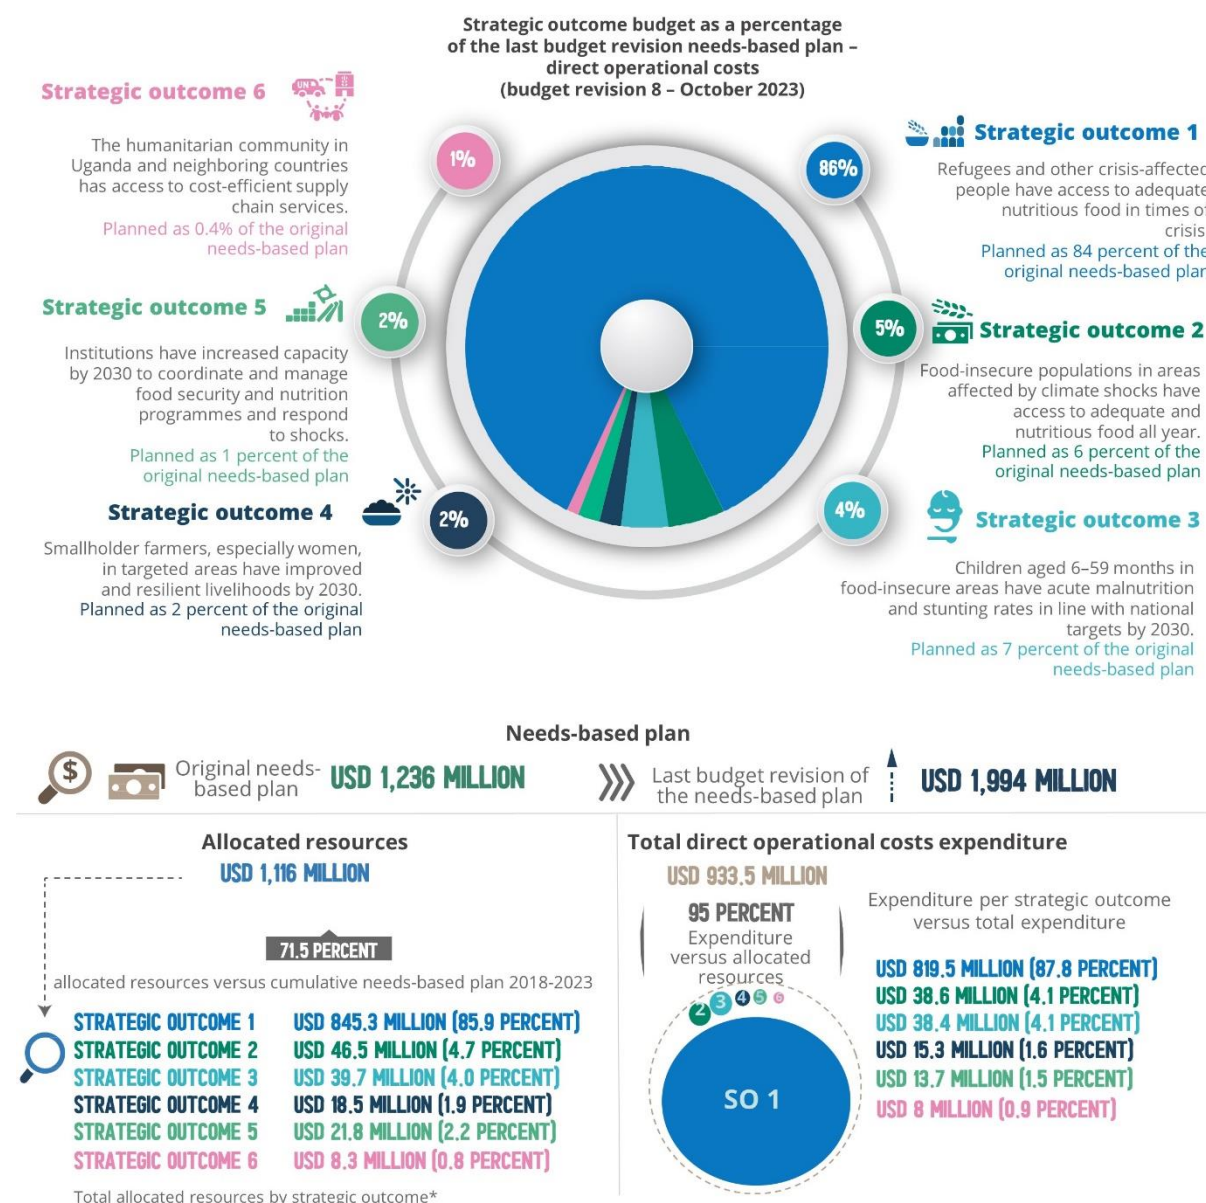 Strategic outcome budget as a percentage
of the last budget revision needs-based plan –
direct operational costs
(budget revision 8 – October 2023)
Strategic outcome 6
UN
The humanitarian community in
Uganda and neighboring countries
has access to cost-efficient supply
chain services.
Planned as 0.4% of the original
needs-based plan
1%
86%
Strategic outcome 1
Refugees and other crisis-affected
people have access to adequate
nutritious food in times of
crisis
Planned as 84 percent of the
original needs-based plan
Strategic outcome 5
Institutions have increased capacity
by 2030 to coordinate and manage
food security and nutrition
programmes and respond
to shocks.
Planned as 1 percent of the
original needs-based plan
2%
5%
Strategic outcome 2
Food-insecure populations in areas
affected by climate shocks have
access to adequate and
nutritious food all year.
Planned as 6 percent of the
original needs-based plan
Strategic outcome 4
Smallholder farmers, especially women,
in targeted areas have improved
and resilient livelihoods by 2030.
Planned as 2 percent of the original
needs-based plan
2%
4%
Strategic outcome 3
Children aged 6–59 months in
food-insecure areas have acute malnutrition
and stunting rates in line with national
targets by 2030.
Planned as 7 percent of the original
needs-based plan
Needs-based plan
$
Original needs-
based plan
USD 1,236 MILLION
Last budget revision of
the needs-based plan
USD 1,994 MILLION
Allocated resources
USD 1,116 MILLION
71.5 PERCENT
allocated resources versus cumulative needs-based plan 2018-2023
STRATEGIC OUTCOME 1 USD 845.3 MILLION (85.9 PERCENT)
STRATEGIC OUTCOME 2 USD 46.5 MILLION (4.7 PERCENT)
STRATEGIC OUTCOME 3 USD 39.7 MILLION (4.0 PERCENT)
STRATEGIC OUTCOME 4 USD 18.5 MILLION (1.9 PERCENT)
STRATEGIC OUTCOME 5 USD 21.8 MILLION (2.2 PERCENT)
STRATEGIC OUTCOME 6 USD 8.3 MILLION (0.8 PERCENT)
Total allocated resources by strategic outcome*
Total direct operational costs expenditure
USD 933.5 MILLION
95 PERCENT
Expenditure
versus allocated
resources
2 3 4 5 6
SO 1
Expenditure per strategic outcome
versus total expenditure
USD 819.5 MILLION (87.8 PERCENT)
USD 38.6 MILLION (4.1 PERCENT)
USD 38.4 MILLION (4.1 PERCENT)
USD 15.3 MILLION (1.6 PERCENT)
USD 13.7 MILLION (1.5 PERCENT)
USD 8 MILLION (0.9 PERCENT)